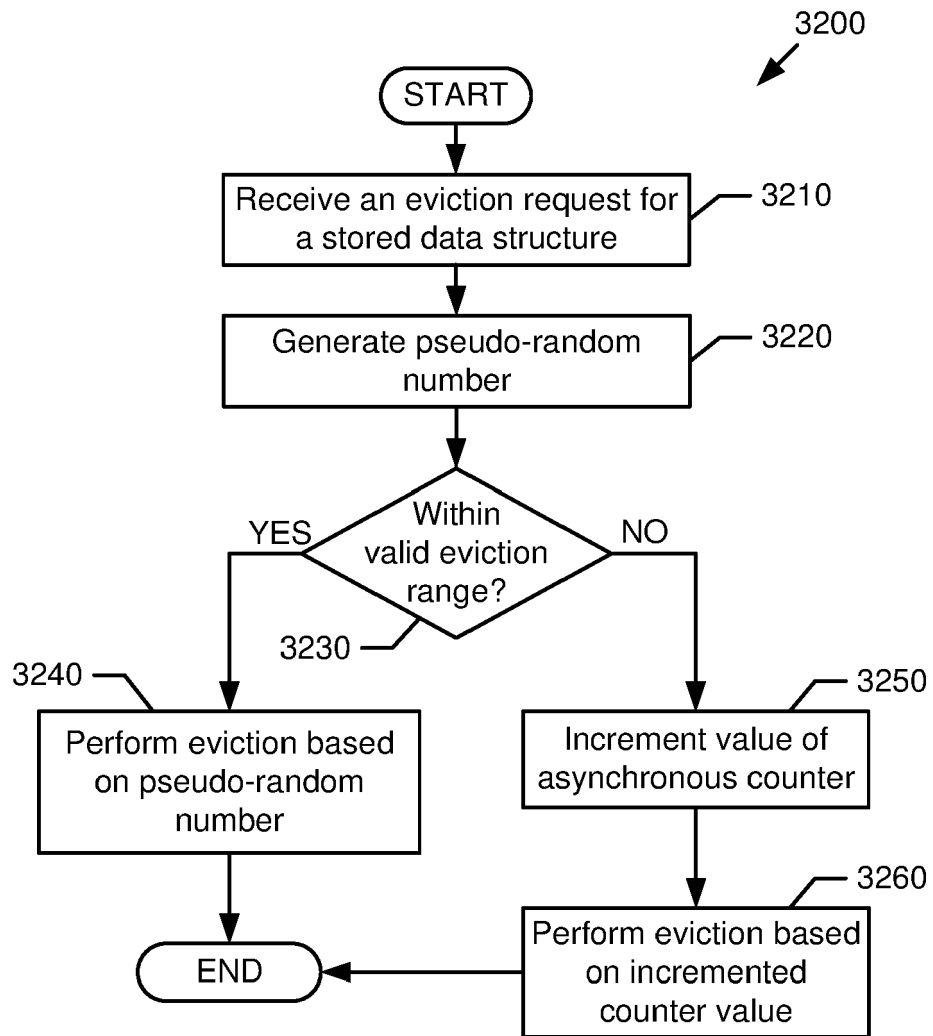 3200
START
Receive an eviction request for
a stored data structure
3210
Generate pseudo-random
number
3220
Within
valid eviction
range?
YES
NO
3230
3240
Perform eviction based
on pseudo-random
number
3250
Increment value of
asynchronous counter
3260
Perform eviction based
on incremented
counter value
END